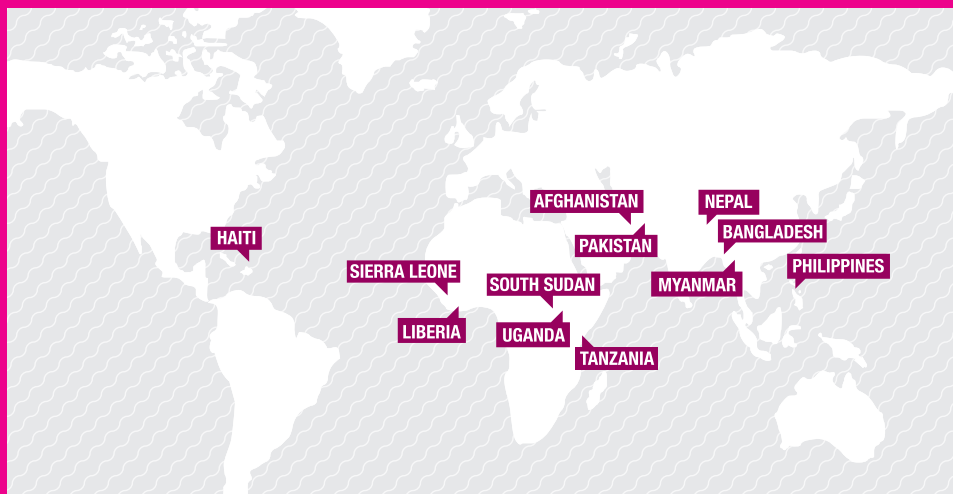 AFGHANISTAN
NEPAL
BANGLADESH
HAITI
PAKISTAN
PHILIPPINES
SIERRA LEONE
SOUTH SUDAN
MYANMAR
LIBERIA
UGANDA
TANZANIA